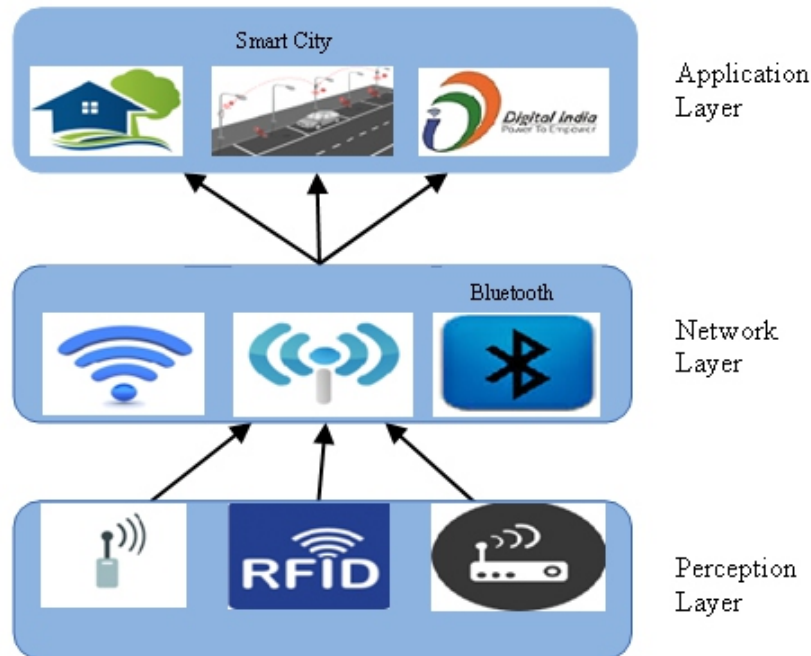 Smart City
Digital India
Power To Empower
Application
Layer
Bluetooth
Network
Layer
RFID
Perception
Layer